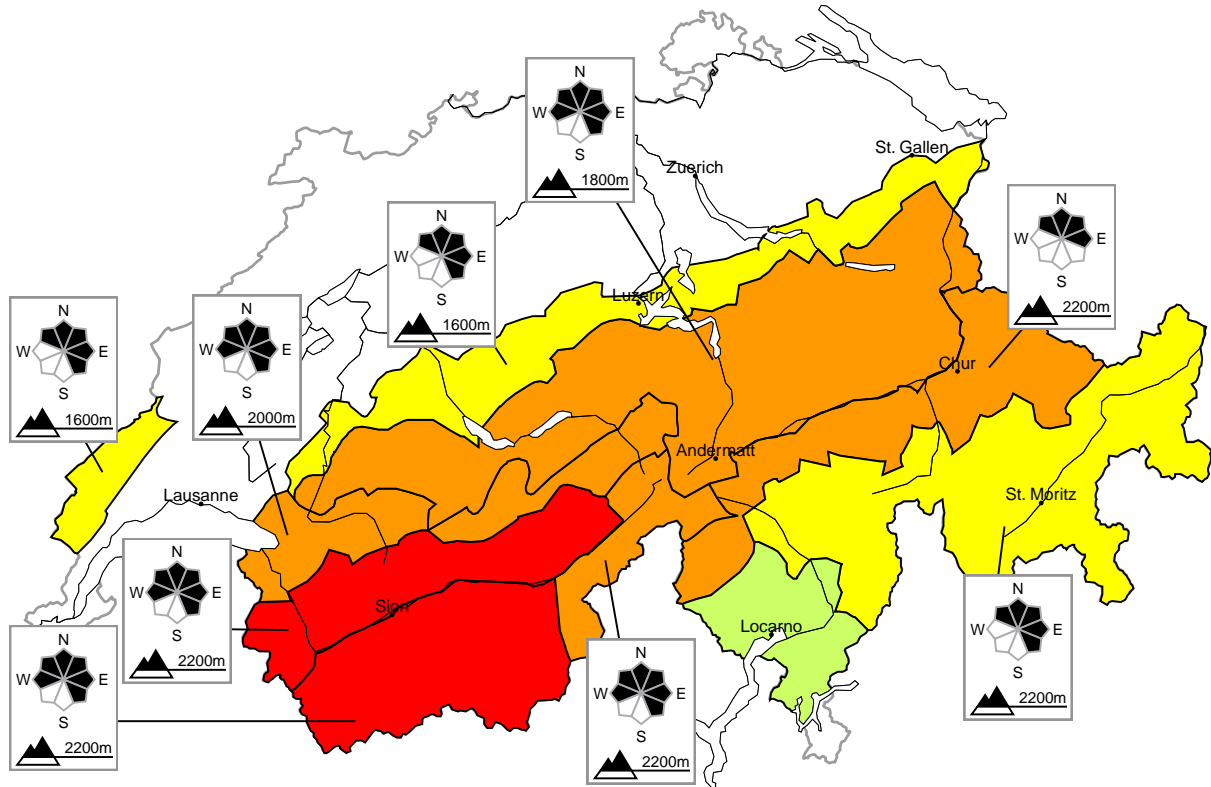 N
W E
S
1800m
St. Gallen
Zuerich
N
W E
S
2200m
N
W E
S
1600m
Luzern
N
W E
S
1600m
N
W E
S
2000m
Chur
Andermatt
Lausanne
St. Moritz
N
W E
S
2200m
Sion
N
W E
S
2200m
Locarno
N
W E
S
2200m
N
W E
S
2200m